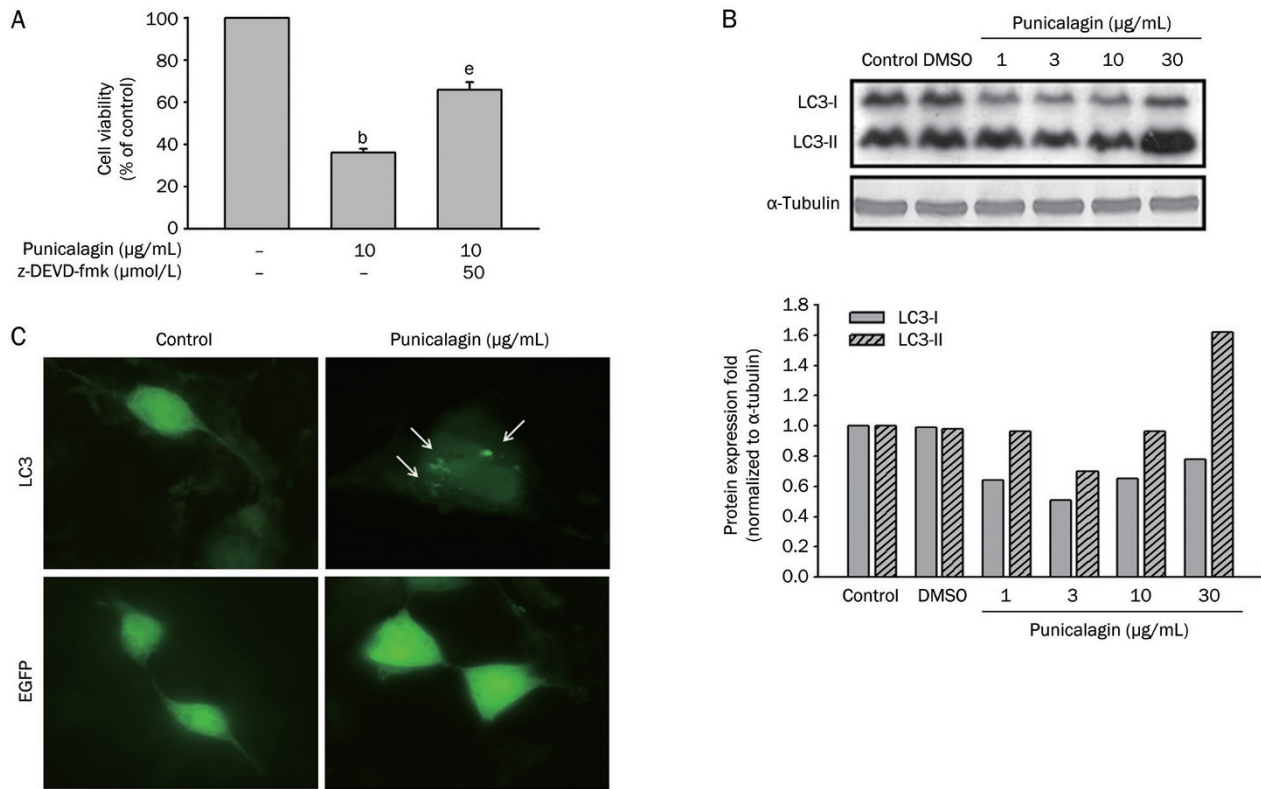 A
100
80
60
40
20
0
Cell viability
(% of control)
b
e
Punicalagin (μg/mL) – 10 10
z-DEVD-fmk (μmol/L) – – 50
B
Punicalagin (μg/mL)
Control DMSO 1 3 10 30
LC3-I
LC3-II
α-Tubulin
1.8
1.6
1.4
1.2
1.0
0.8
0.6
0.4
0.2
0.0
Protein expression fold
(normalized to α-tubulin)
LC3-I
LC3-II
Control DMSO 1 3 10 30
Punicalagin (μg/mL)
C
Control Punicalagin (μg/mL)
LC3
EGFP